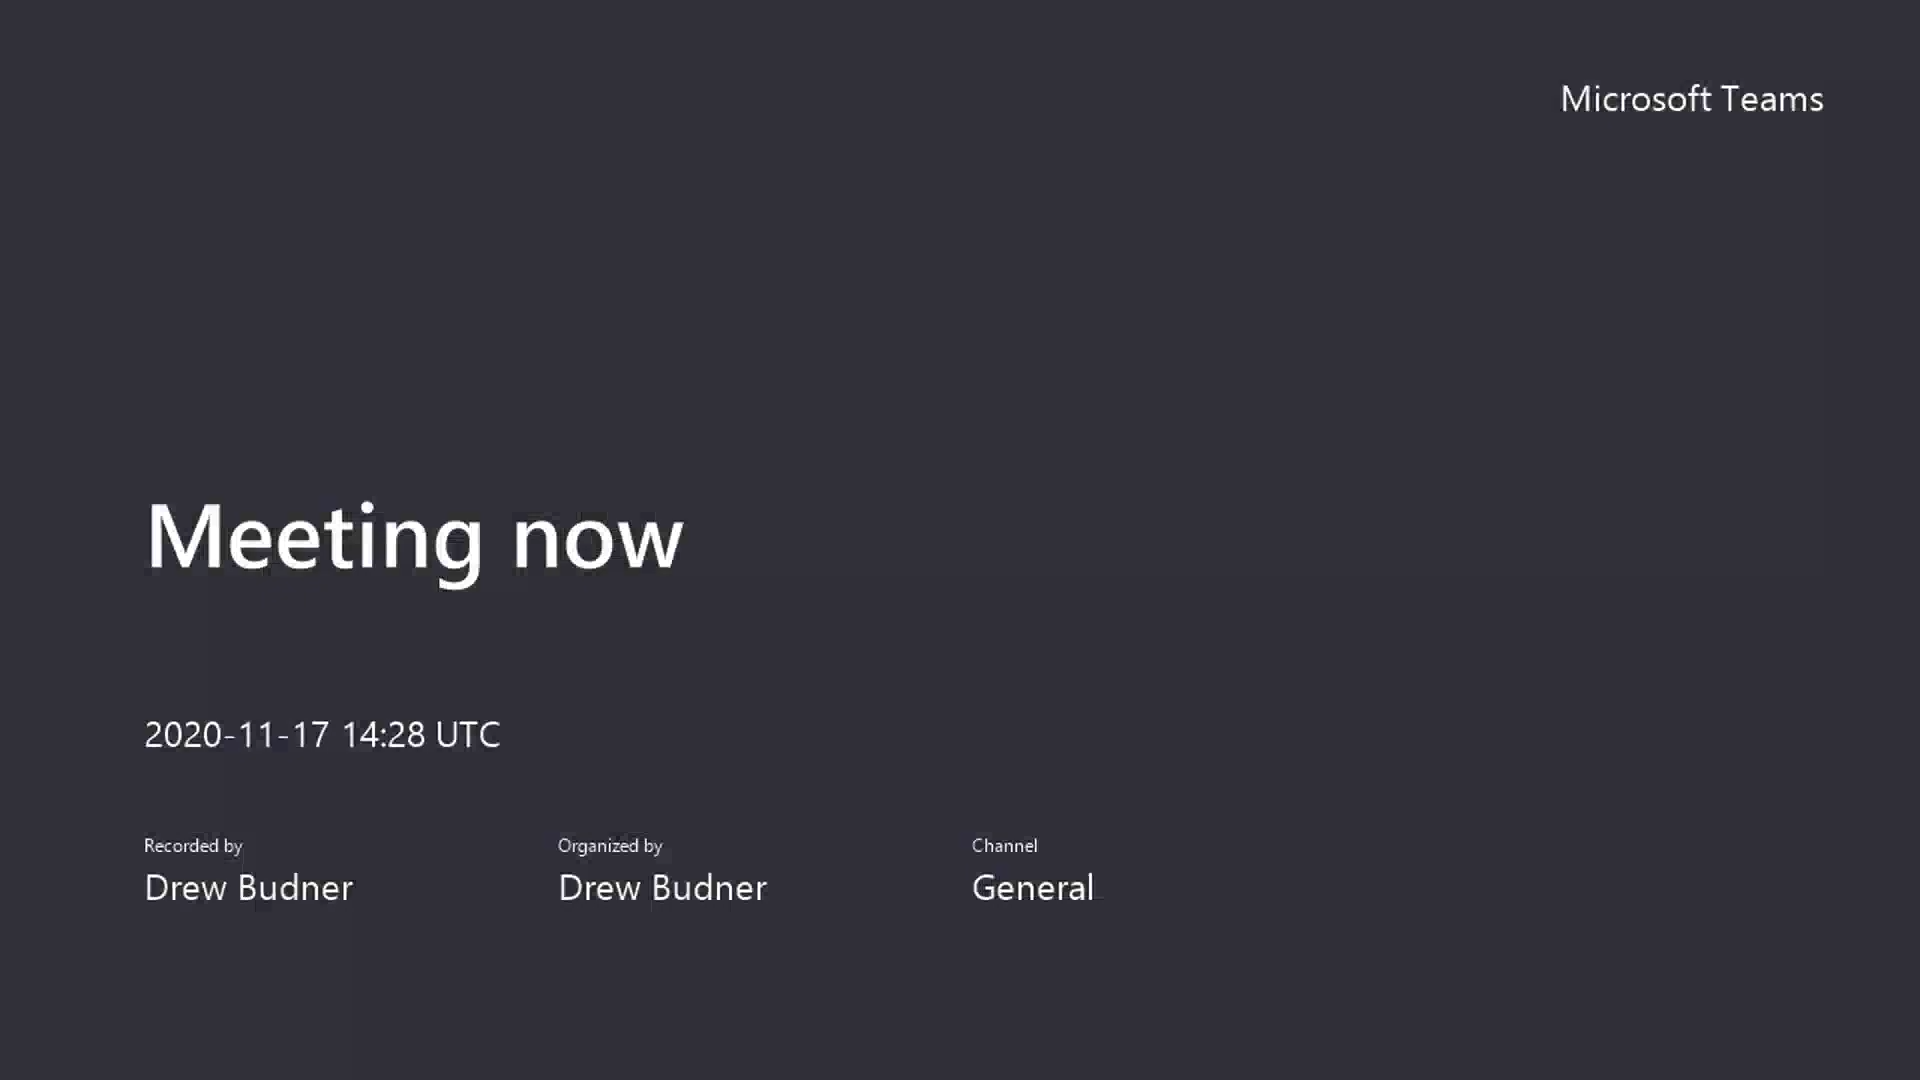 Microsoft Teams
Meeting now
2020-11-17 14:28 UTC
Recorded by
Drew Budner
Organized by
Drew Budner
Channel
General